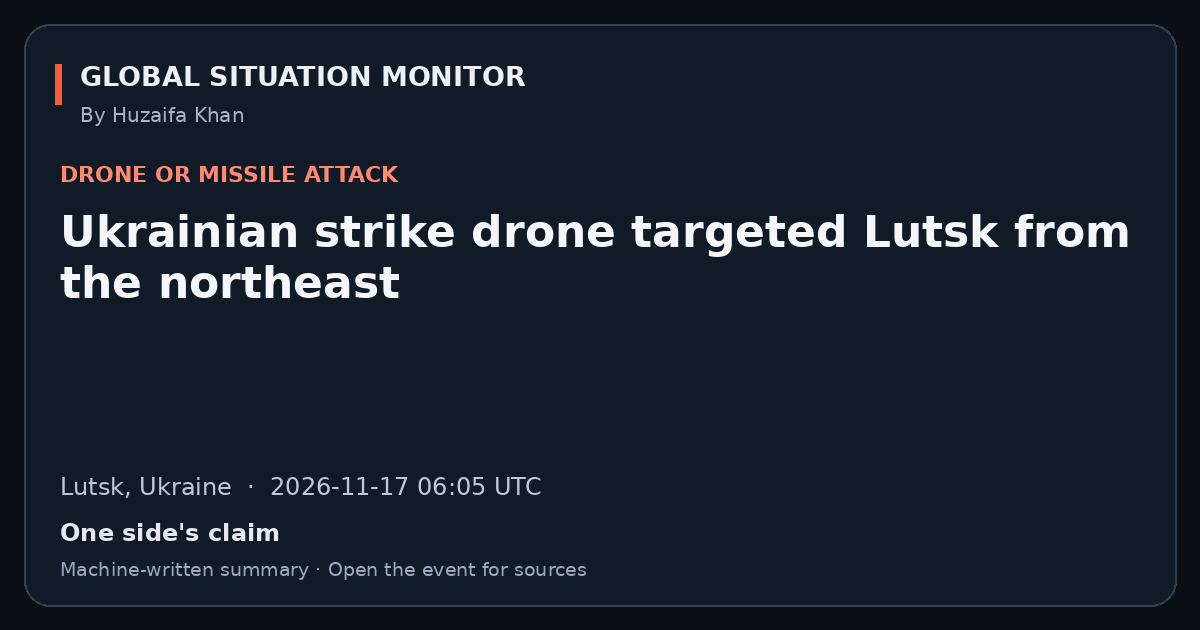 GLOBAL SITUATION MONITOR
By Huzaifa Khan
DRONE OR MISSILE ATTACK
Ukrainian strike drone targeted Lutsk from
the northeast
Lutsk, Ukraine · 2026-11-17 06:05 UTC
One side's claim
Machine-written summary · Open the event for sources